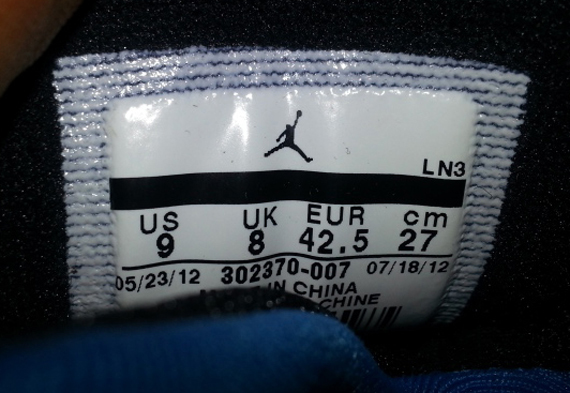 LN3
US UK EUR cm
9 8 42.5 27
05/23/12 302370-007 07/18/12
IN CHINA
CHINE